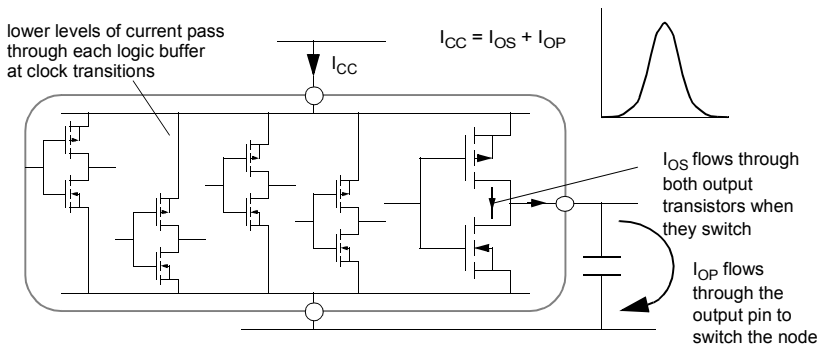 lower levels of current pass
through each logic buffer
at clock transitions
I_CC
I_CC = I_OS + I_OP
I_OS flows through
both output
transistors when
they switch
I_OP flows
through the
output pin to
switch the node